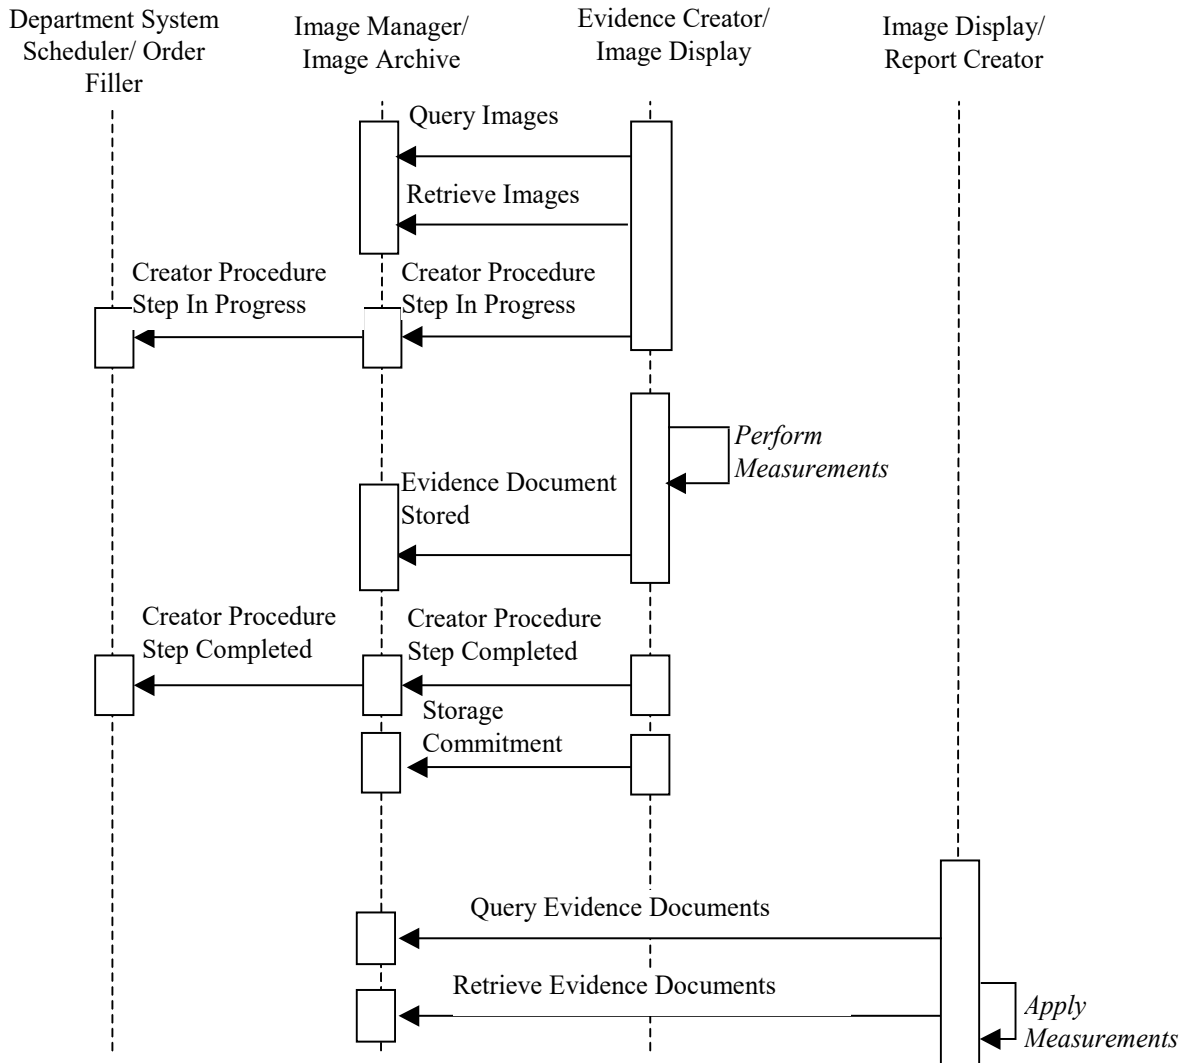 Department System
Scheduler/ Order
Filler
Image Manager/
Image Archive
Evidence Creator/
Image Display
Image Display/
Report Creator
Query Images
Retrieve Images
Creator Procedure
Step In Progress
Creator Procedure
Step In Progress
Perform
Measurements
Evidence Document
Stored
Creator Procedure
Step Completed
Creator Procedure
Step Completed
Storage
Commitment
Query Evidence Documents
Retrieve Evidence Documents
Apply
Measurements